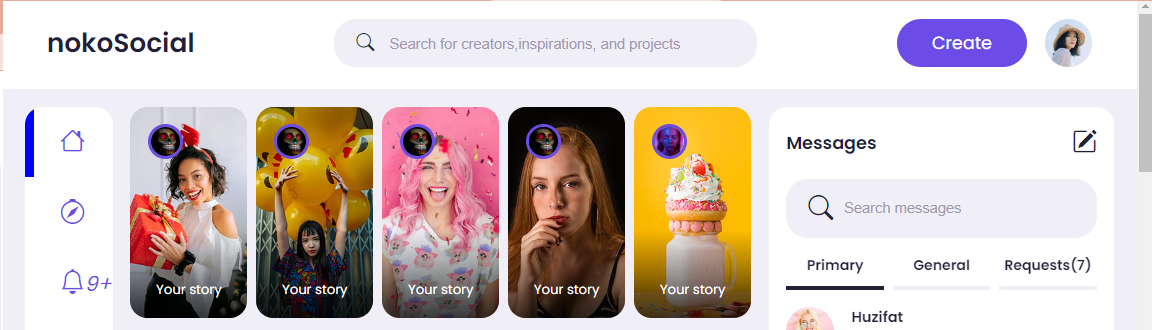 nokoSocial
Search for creators,inspirations, and projects
Create
9+
Your story
Your story
Your story
Your story
Your story
Messages
Search messages
Primary
General
Requests(7)
Huzifat